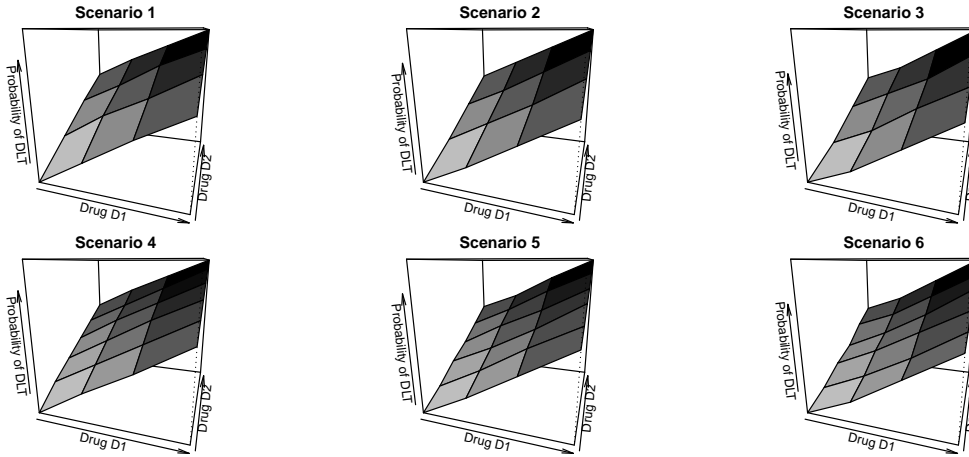 Scenario 1
Probability of DLT
Drug D1
Drug D2
Scenario 2
Probability of DLT
Drug D1
Drug D2
Scenario 3
Probability of DLT
Drug D1
Scenario 4
Probability of DLT
Drug D1
Drug D2
Scenario 5
Probability of DLT
Drug D1
Drug D2
Scenario 6
Probability of DLT
Drug D1